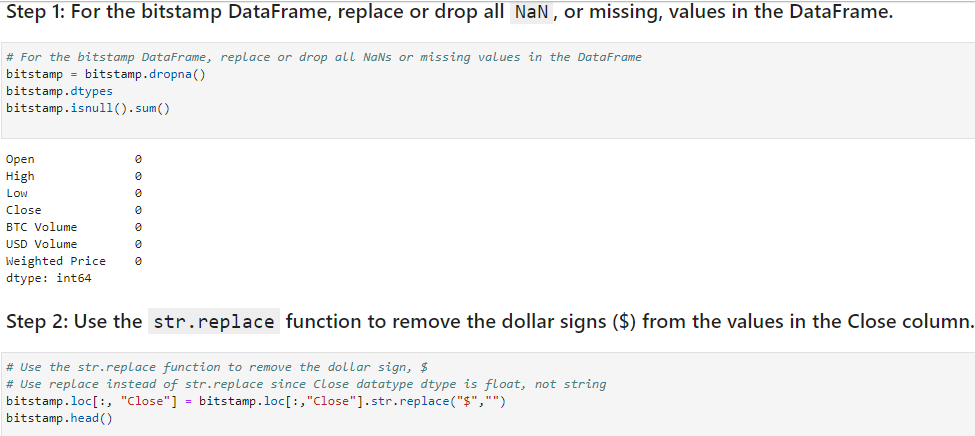 Step 1: For the bitstamp DataFrame, replace or drop all NaN, or missing, values in the DataFrame.
# For the bitstamp DataFrame, replace or drop all NaNs or missing values in the DataFrame
bitstamp = bitstamp.dropna()
bitstamp.dtypes
bitstamp.isnull().sum()
Open 0
High 0
Low 0
Close 0
BTC Volume 0
USD Volume 0
Weighted Price 0
dtype: int64
Step 2: Use the str.replace function to remove the dollar signs ($) from the values in the Close column.
# Use the str.replace function to remove the dollar sign, $
# Use replace instead of str.replace since Close datatype dtype is float, not string
bitstamp.loc[:, "Close"] = bitstamp.loc[:,"Close"].str.replace("$","")
bitstamp.head()